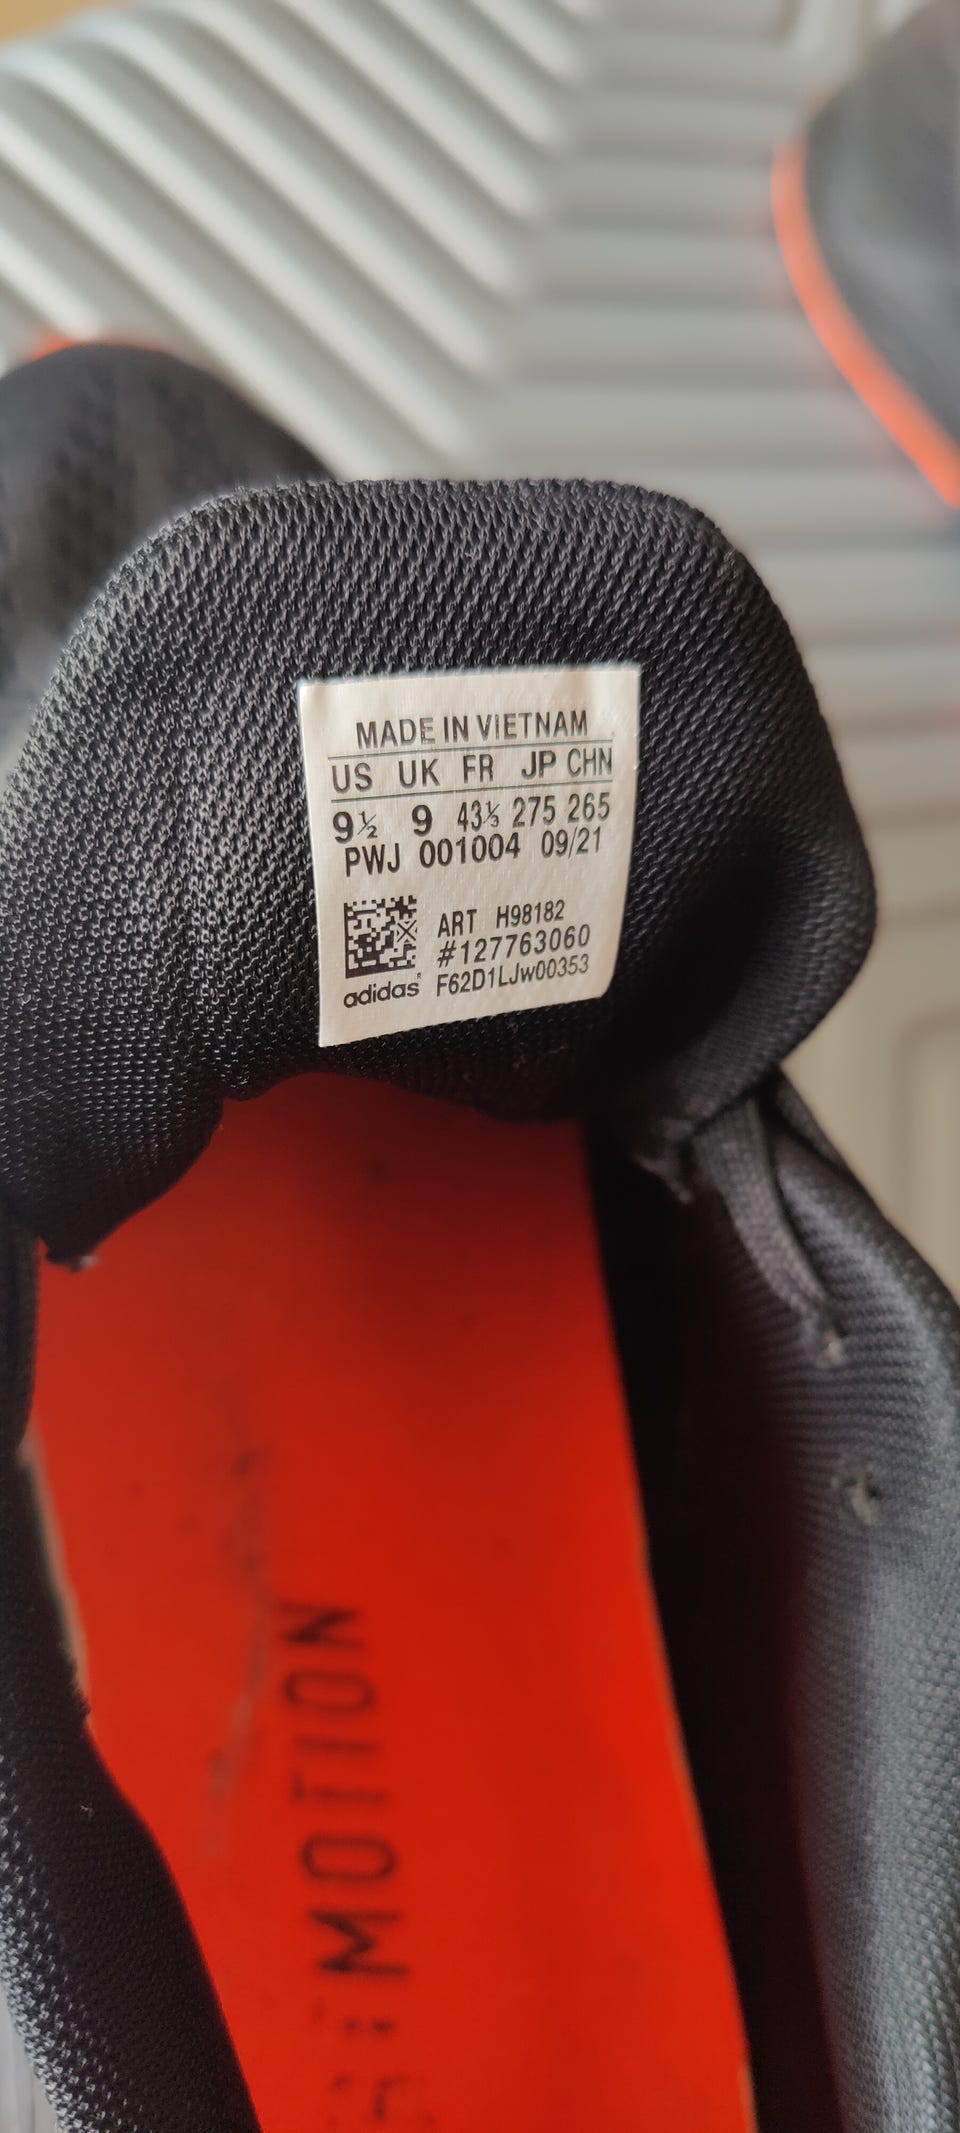 MADE IN VIETNAM
US UK FR JP CHN
9½ 9 43⅓ 275 265
PWJ 001004 09/21
ART H98182
#127763060
adidas® F62D1LJw00353
MOTION